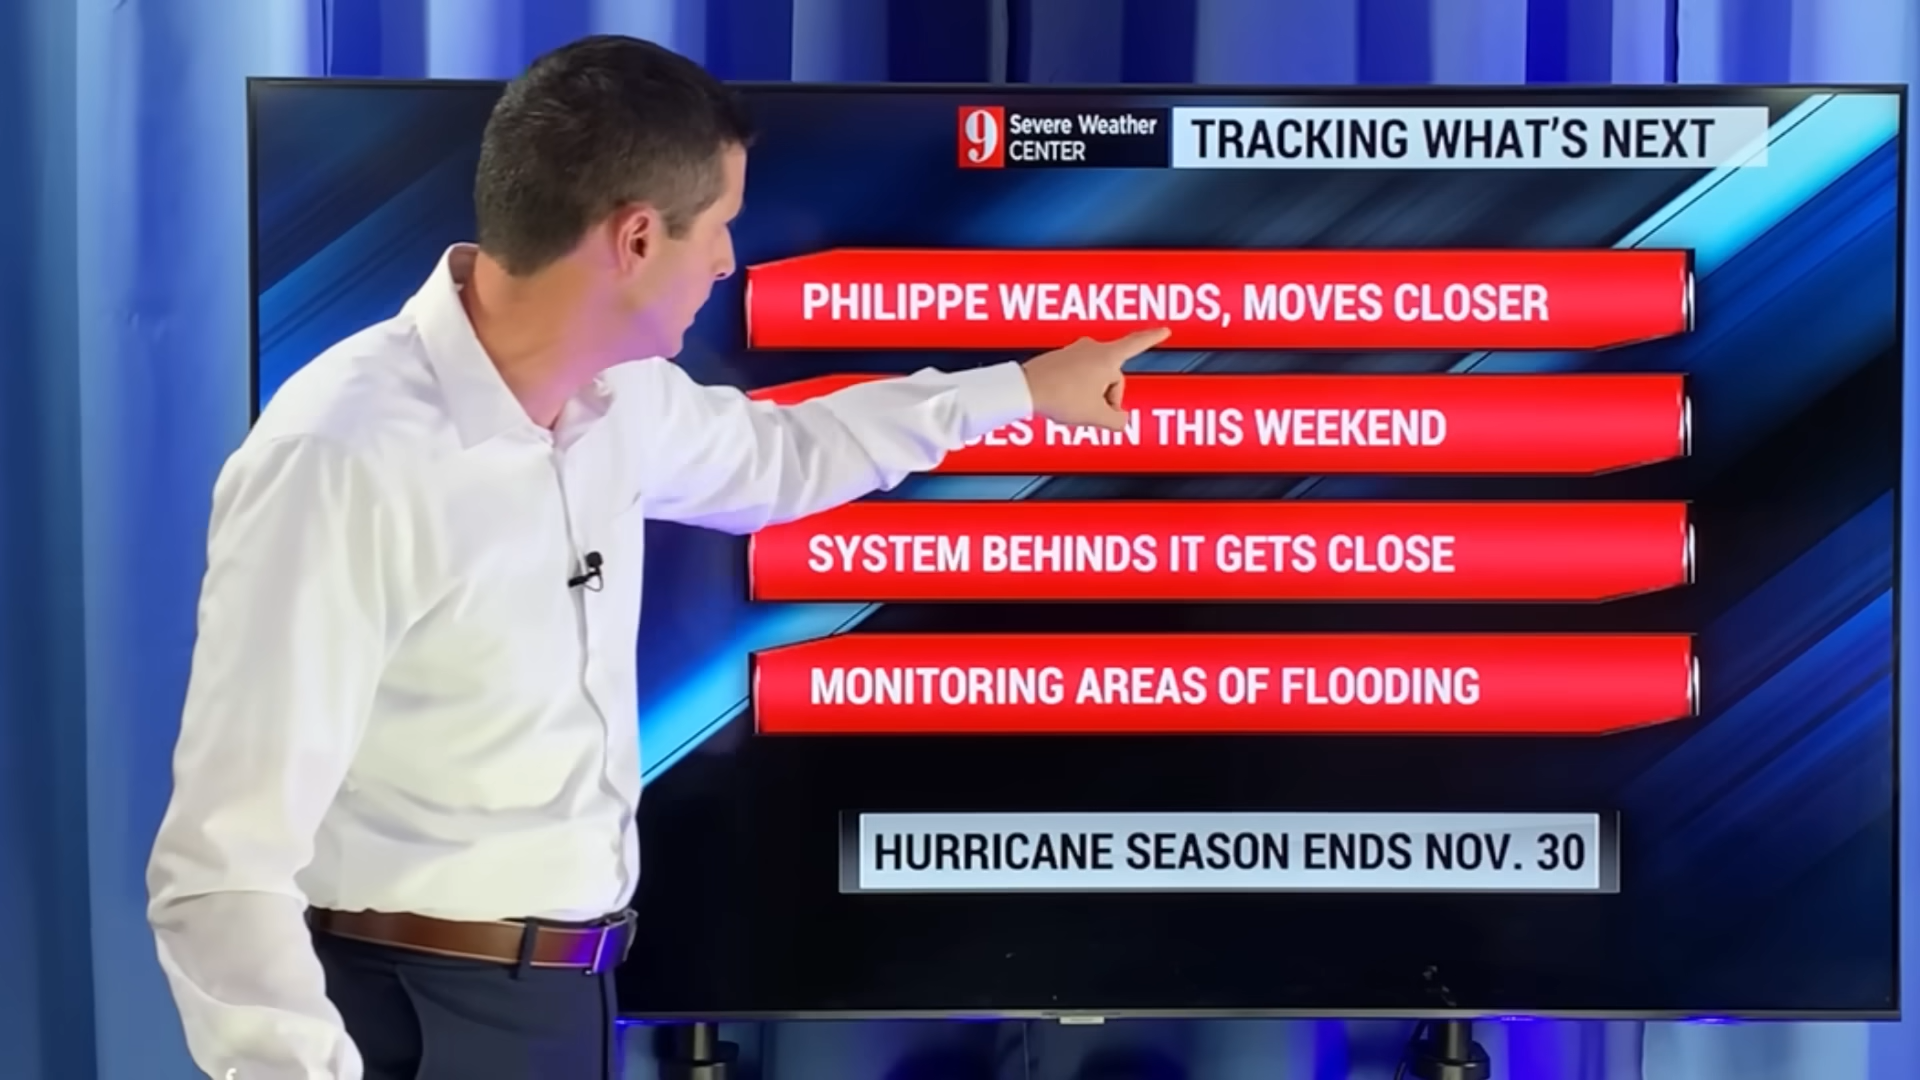 9 Severe Weather
CENTER
TRACKING WHAT'S NEXT
PHILIPPE WEAKENDS, MOVES CLOSER
RAIN THIS WEEKEND
SYSTEM BEHINDS IT GETS CLOSE
MONITORING AREAS OF FLOODING
HURRICANE SEASON ENDS NOV. 30